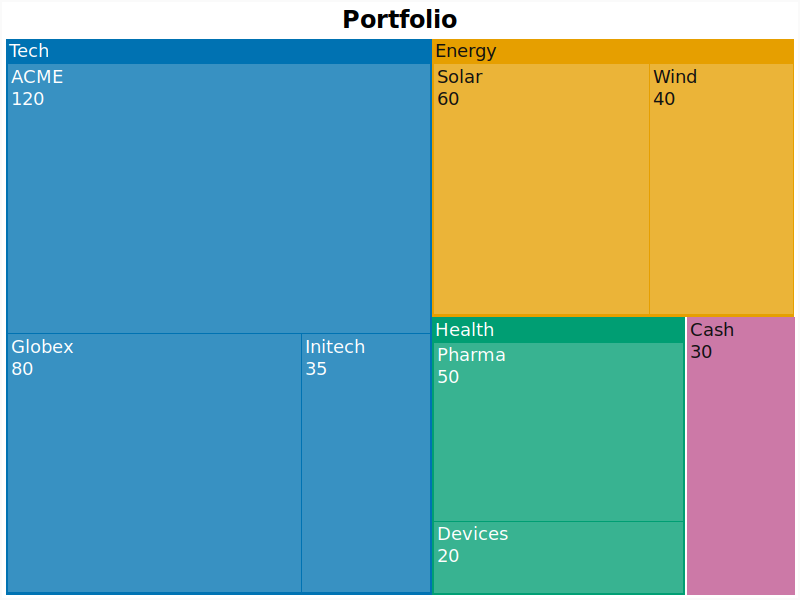 Portfolio
Tech
ACME
120
Globex
80
Initech
35
Energy
Solar
60
Wind
40
Health
Pharma
50
Devices
20
Cash
30